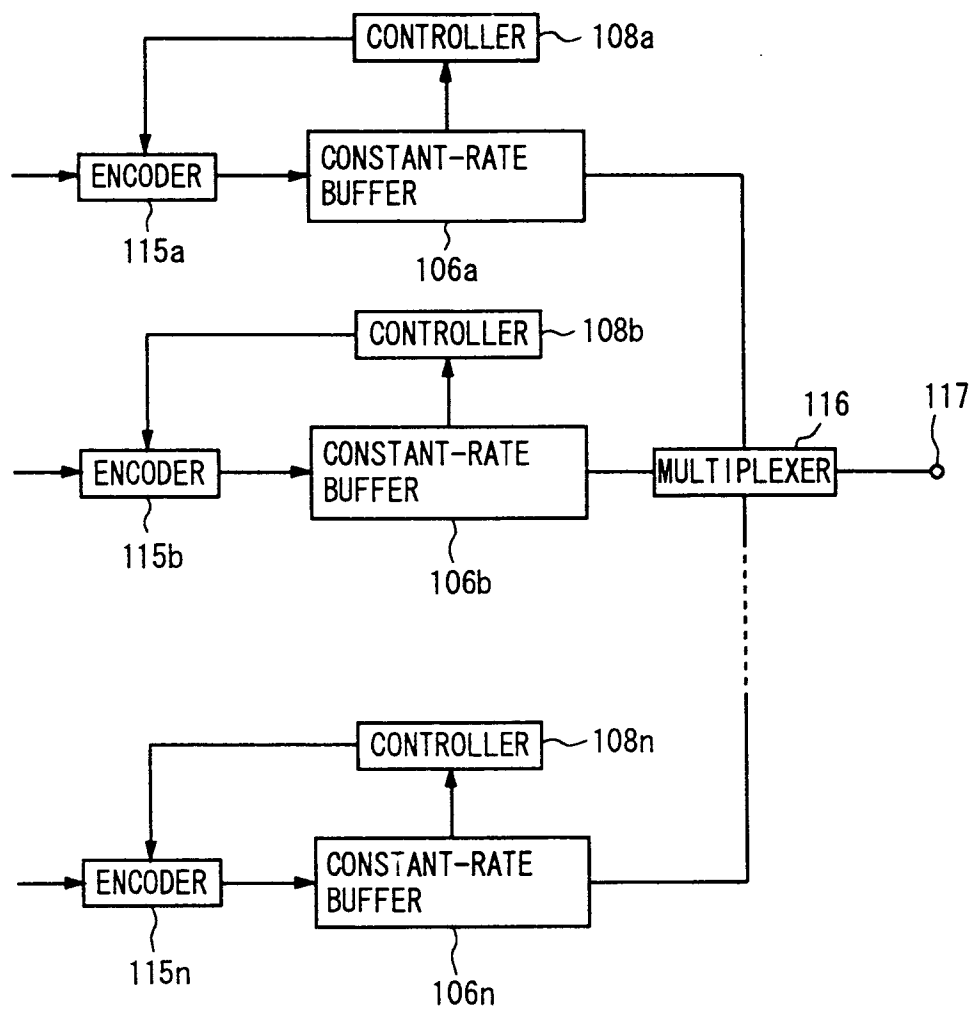 CONTROLLER
108a
ENCODER
CONSTANT-RATE
BUFFER
115a
106a
CONTROLLER
108b
ENCODER
CONSTANT-RATE
BUFFER
116
117
MULTIPLEXER
115b
106b
CONTROLLER
108n
ENCODER
CONSTANT-RATE
BUFFER
115n
106n